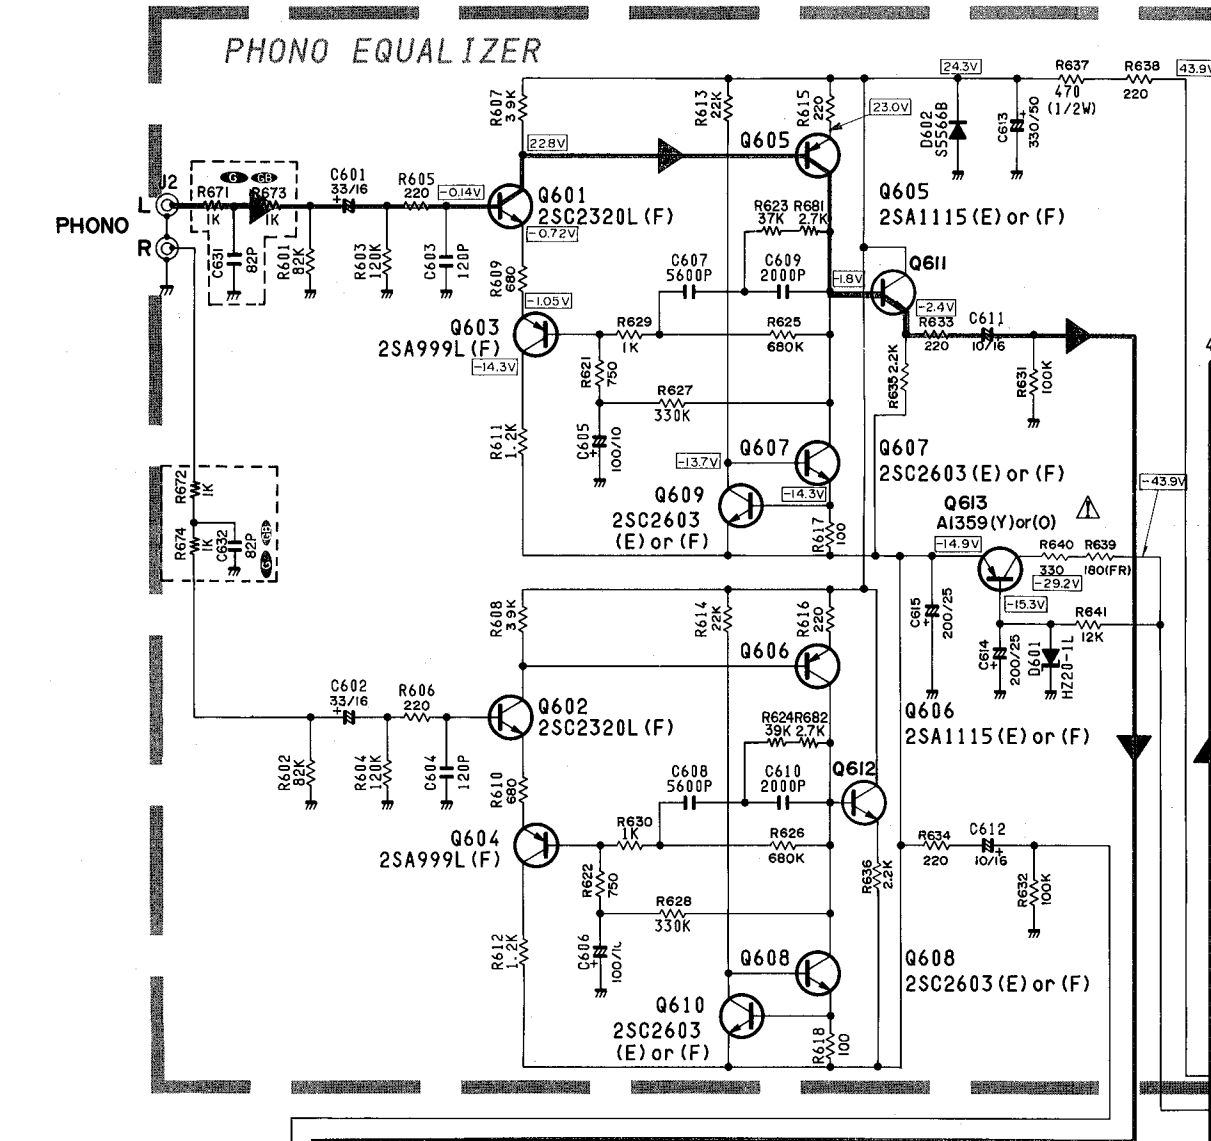 PHONO EQUALIZER
R607 3.9K
R613 22K
R615 220
23.0V
24.3V
R637 470 (1/2W)
R638 220
43.9V
D602 S5566B
C613 330/50
22.8V
Q605
Q605
2SA1115(E) or (F)
J2
L
R
PHONO
G GB
R671 1K
R673 1K
C631 82P
R601 82K
C601 33/16
R603 120K
R605 220
C603 120P
-0.14V
Q601
2SC2320L(F)
-0.72V
R609 680
-1.05V
Q603
2SA999L(F)
-14.3V
R623 37K
R681 2.7K
C607 5600P
C609 2000P
-1.8V
Q611
-2.4V
R629 1K
R625 680K
R633 220
C611 10/16
R621 750
R627 330K
R635 2.2K
R631 100K
R611 1.2K
C605 100/10
-13.7V
Q607
Q607
2SC2603(E) or (F)
-14.3V
Q609
2SC2603
(E) or (F)
R617 100
R672 1K
R674 1K
C632 82P
G GB
Q613
A1359(Y)or(O)
-14.9V
-43.9V
R640 330
R639 180(FR)
-29.2V
-15.3V
R641 12K
C615 200/25
C614 200/25
D601 HZ20-1L
R608 3.9K
R614 22K
R616 220
Q606
Q606
2SA1115(E) or (F)
C602 33/16
R606 220
Q602
2SC2320L(F)
R602 82K
R604 120K
C604 120P
R610 680
R624 39K
R682 2.7K
C608 5600P
C610 2000P
Q612
Q604
2SA999L(F)
R630 1K
R626 680K
R634 220
C612 10/16
R622 750
R628 330K
R636 2.2K
R632 100K
R612 1.2K
C606
Q608
Q608
2SC2603(E) or (F)
Q610
2SC2603
(E) or (F)
R618 100